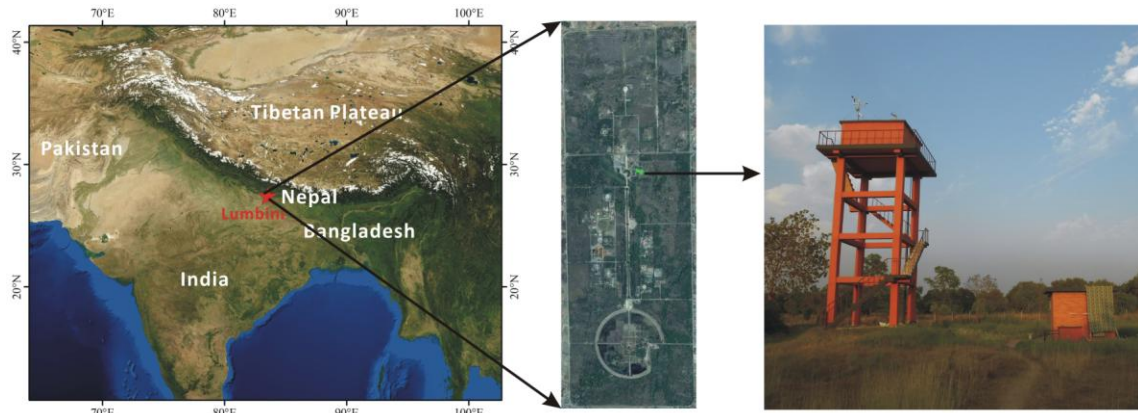 70°E 80°E 90°E 100°E
40°N 40°N
Tibetan Plateau
Pakistan
30°N 30°N
Nepal
Lumbini
Bangladesh
India
20°N 20°N
70°E 80°E 90°E 100°E